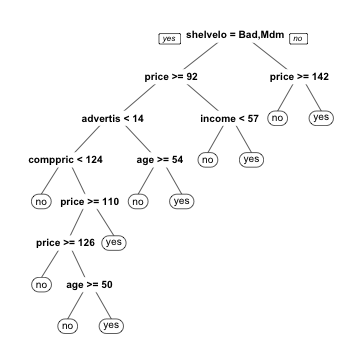 yes shelvelo = Bad,Mdm no
price >= 92 price >= 142
advertis < 14 income < 57 no yes
comppric < 124 age >= 54 no yes
no price >= 110 no yes
price >= 126 yes
no age >= 50
no yes